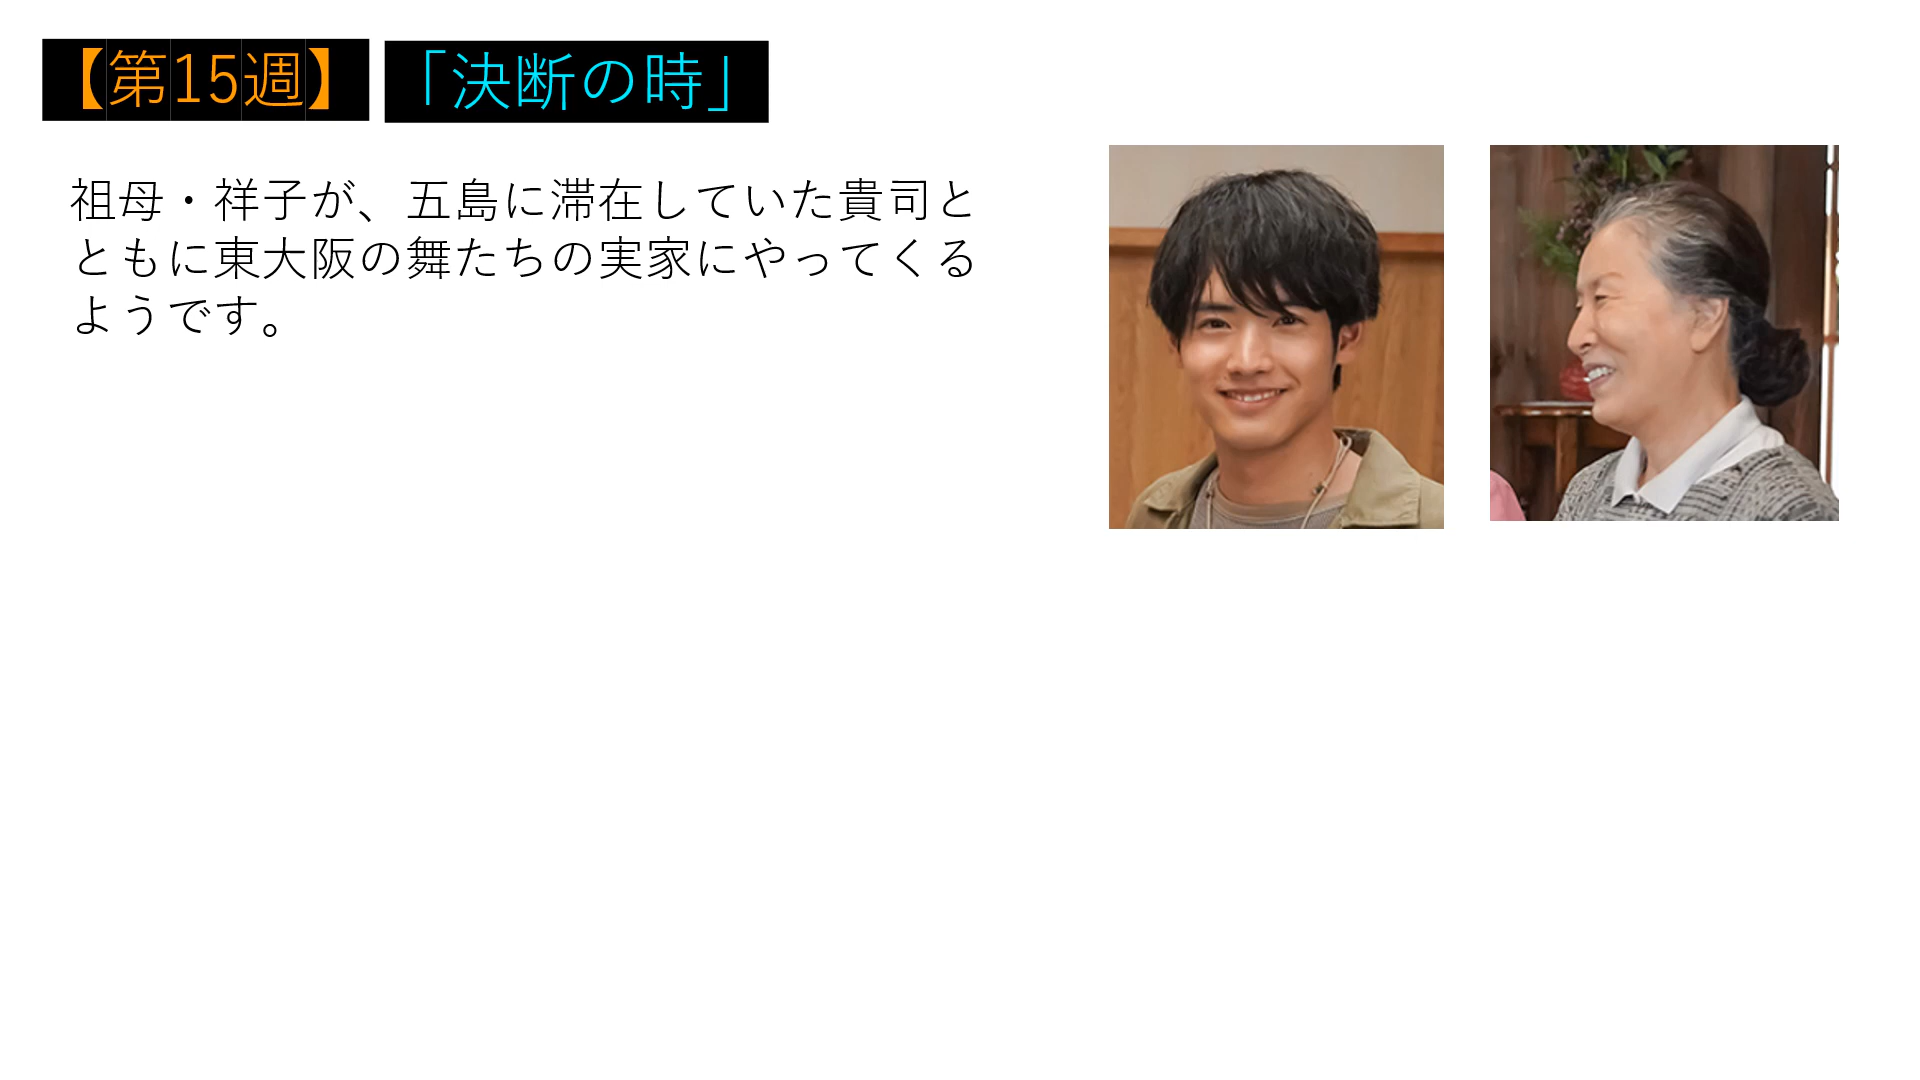 【第15週】「決断の時」
祖母・祥子が、五島に滞在していた貴司と
ともに東大阪の舞たちの実家にやってくる
ようです。